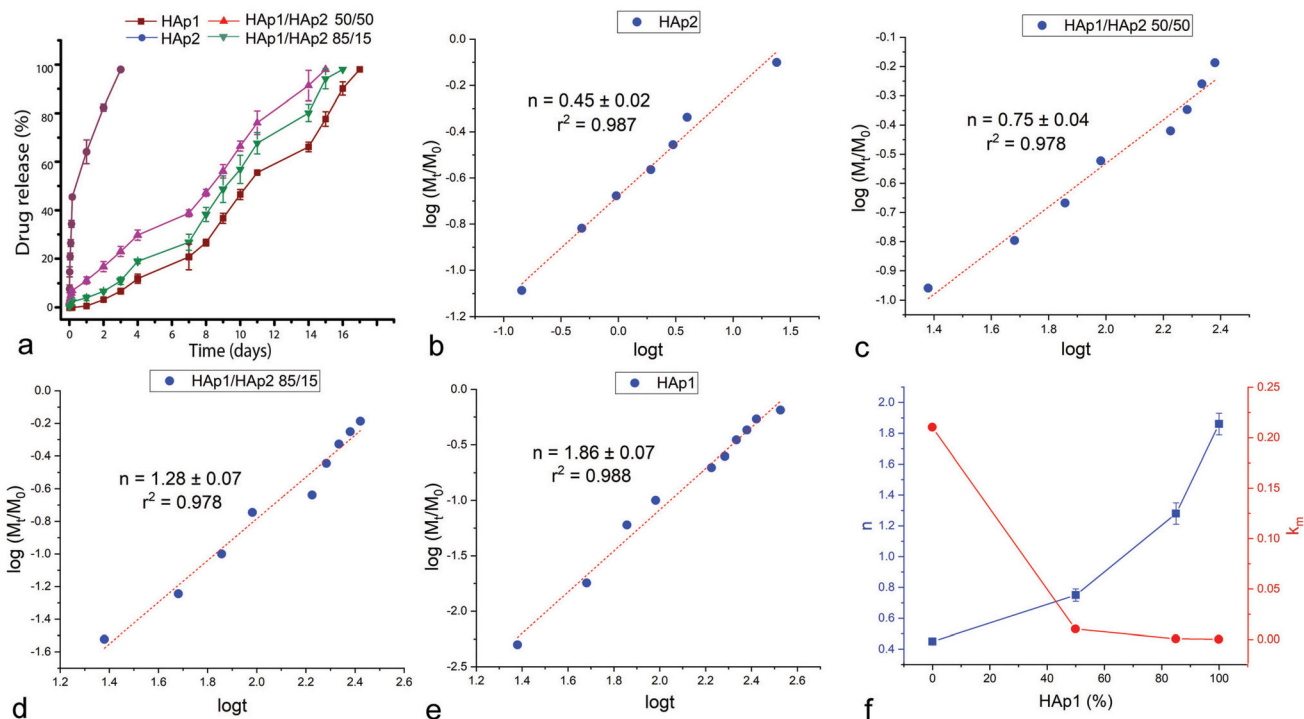 HAp1
HAp1/HAp2 50/50
HAp2
HAp1/HAp2 85/15
100
80
60
40
20
0
Drug release (%)
0 2 4 6 8 10 12 14 16
Time (days)
a
HAp2
n = 0.45 ± 0.02
r² = 0.987
0.0
-0.2
-0.4
-0.6
-0.8
-1.0
-1.2
log (Mₜ/M₀)
-1.0 -0.5 0.0 0.5 1.0 1.5
logt
b
HAp1/HAp2 50/50
n = 0.75 ± 0.04
r² = 0.978
-0.1
-0.2
-0.3
-0.4
-0.5
-0.6
-0.7
-0.8
-0.9
-1.0
log (Mₜ/M₀)
1.4 1.6 1.8 2.0 2.2 2.4
logt
c
HAp1/HAp2 85/15
n = 1.28 ± 0.07
r² = 0.978
0.0
-0.2
-0.4
-0.6
-0.8
-1.0
-1.2
-1.4
-1.6
log (Mₜ/M₀)
1.2 1.4 1.6 1.8 2.0 2.2 2.4 2.6
logt
d
HAp1
n = 1.86 ± 0.07
r² = 0.988
0.0
-0.5
-1.0
-1.5
-2.0
-2.5
log (Mₜ/M₀)
1.2 1.4 1.6 1.8 2.0 2.2 2.4 2.6
logt
e
2.0
1.8
1.6
1.4
1.2
1.0
0.8
0.6
0.4
n
0.25
0.20
0.15
0.10
0.05
0.00
kₘ
0 20 40 60 80 100
HAp1 (%)
f